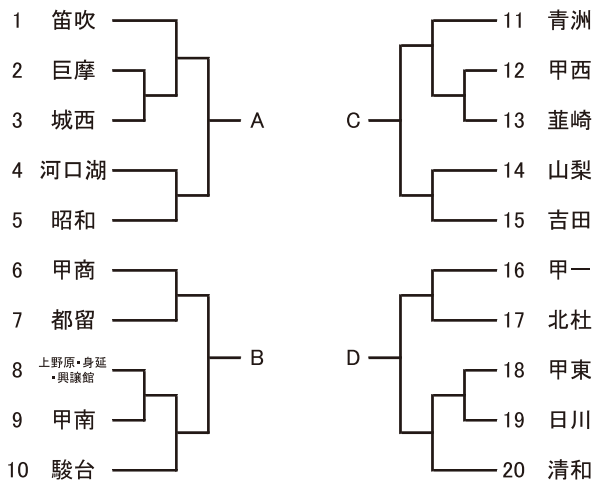 1 笛吹
2 巨摩
3 城西
A
4 河口湖
5 昭和
6 甲商
7 都留
B
8 上野原・身延
・興譲館
9 甲南
10 駿台
11 青洲
12 甲西
C
13 韮崎
14 山梨
15 吉田
16 甲一
17 北杜
D
18 甲東
19 日川
20 清和